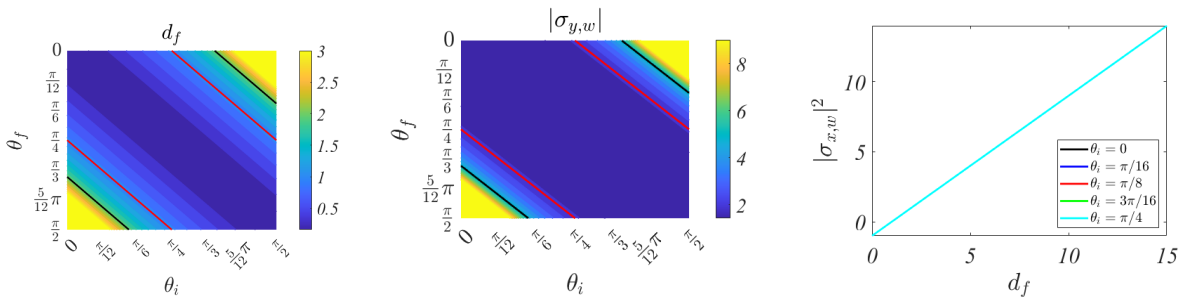 d_f
θ_f
0
π/12
π/6
π/4
π/3
5/12 π
π/2
0
π/12
π/6
π/4
π/3
5/12 π
π/2
θ_i
3
2.5
2
1.5
1
0.5
|σ_{y,w}|
θ_f
0
π/12
π/6
π/4
π/3
5/12 π
π/2
0
π/12
π/6
π/4
π/3
5/12 π
π/2
θ_i
8
6
4
2
|σ_{x,w}|²
10
5
0
0
5
10
15
d_f
θ_i = 0
θ_i = π/16
θ_i = π/8
θ_i = 3π/16
θ_i = π/4